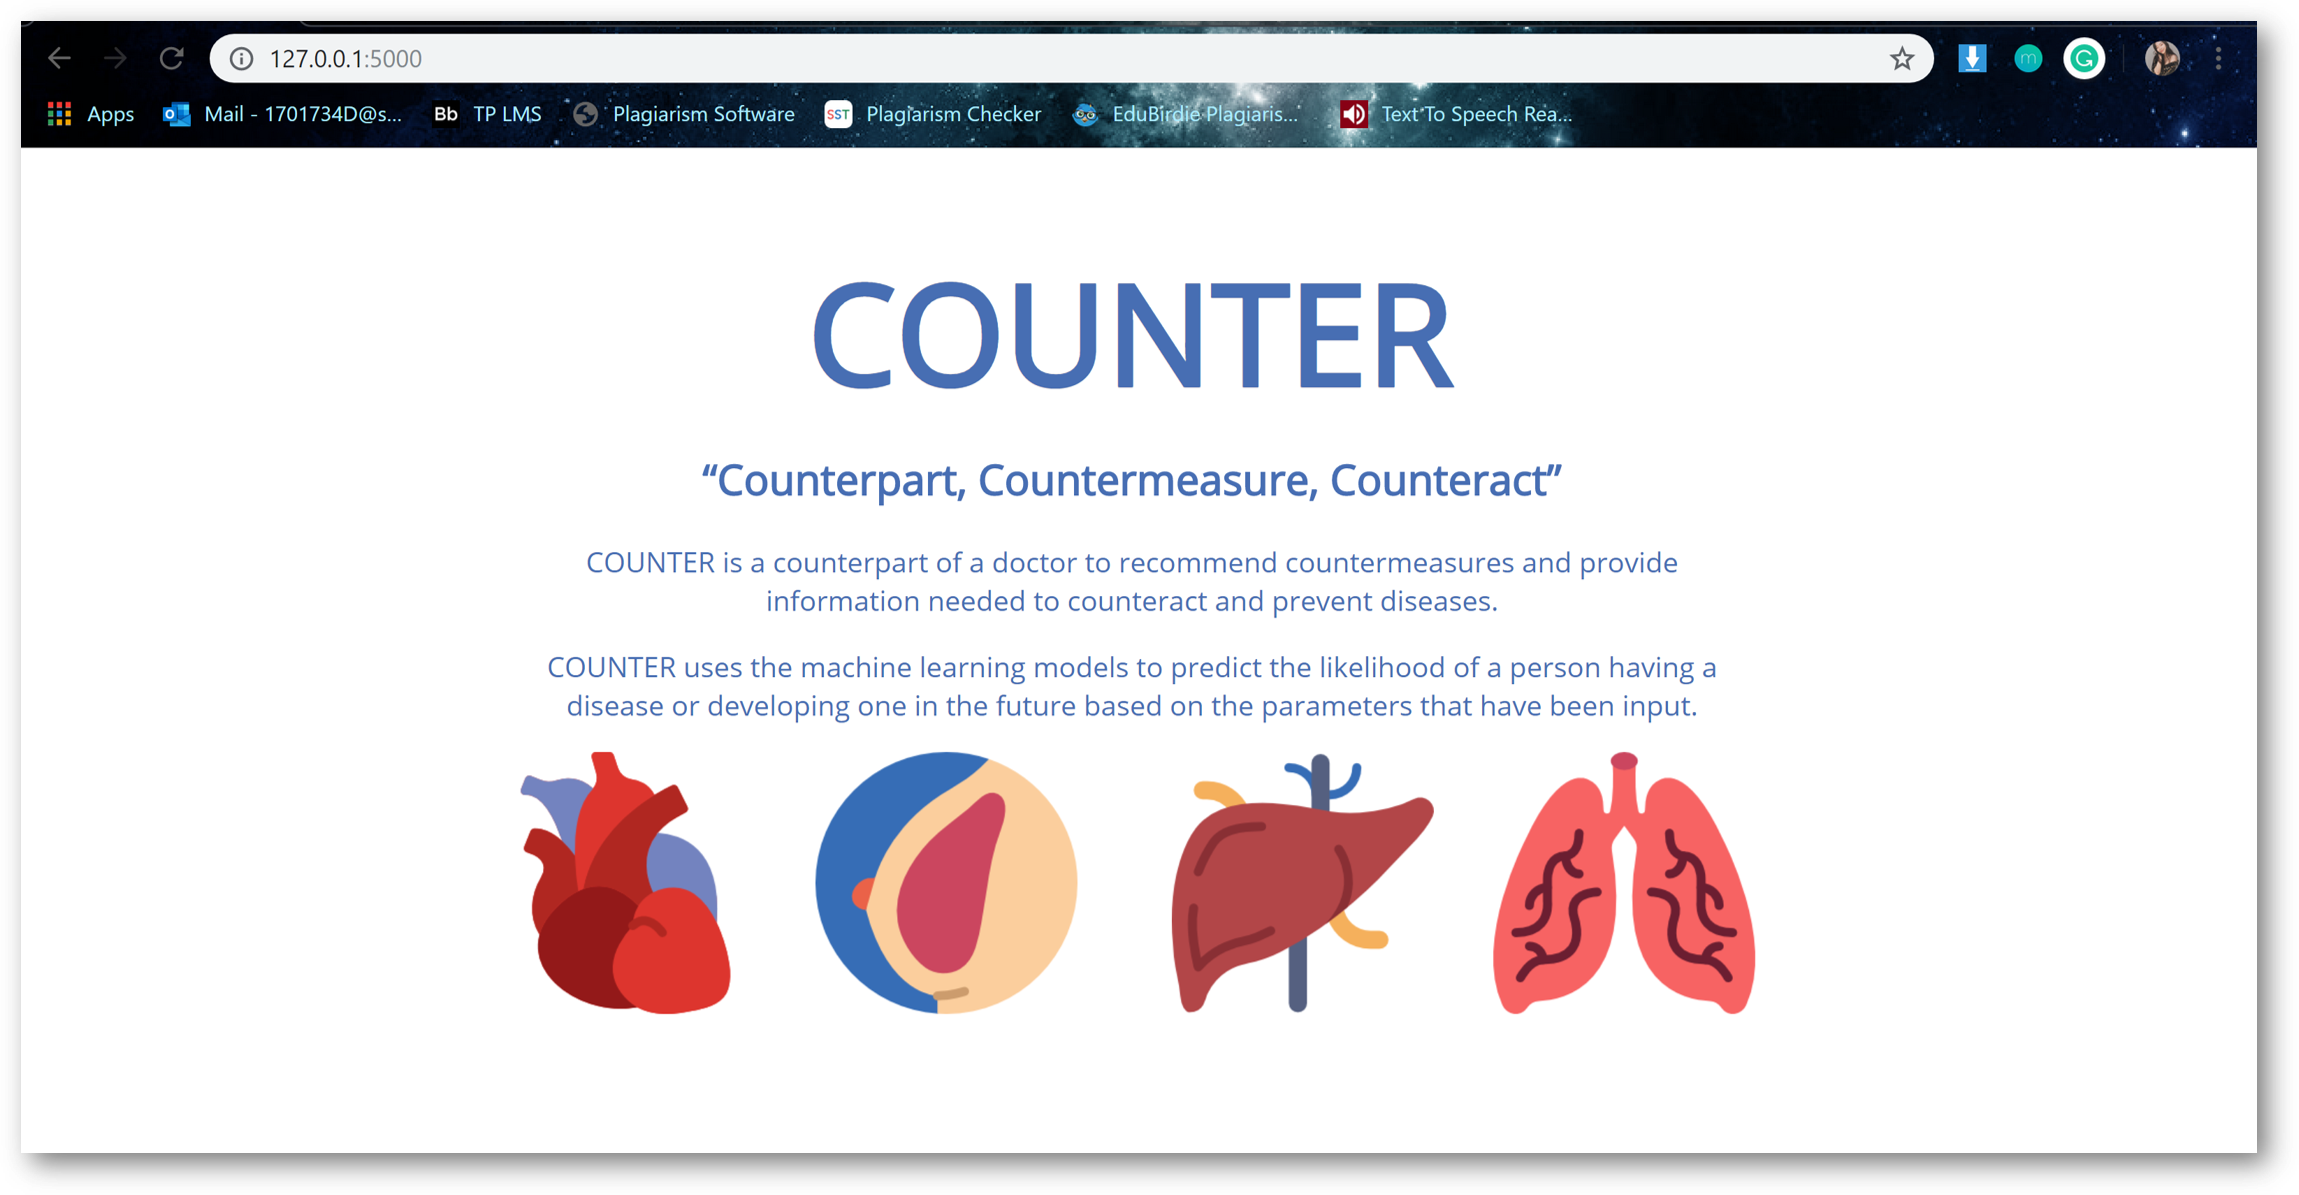 127.0.0.1:5000
Apps Mail - 1701734D@s... Bb TP LMS Plagiarism Software SST Plagiarism Checker EduBirdie Plagiaris... Text To Speech Rea...
COUNTER
“Counterpart, Countermeasure, Counteract”
COUNTER is a counterpart of a doctor to recommend countermeasures and provide
information needed to counteract and prevent diseases.
COUNTER uses the machine learning models to predict the likelihood of a person having a
disease or developing one in the future based on the parameters that have been input.